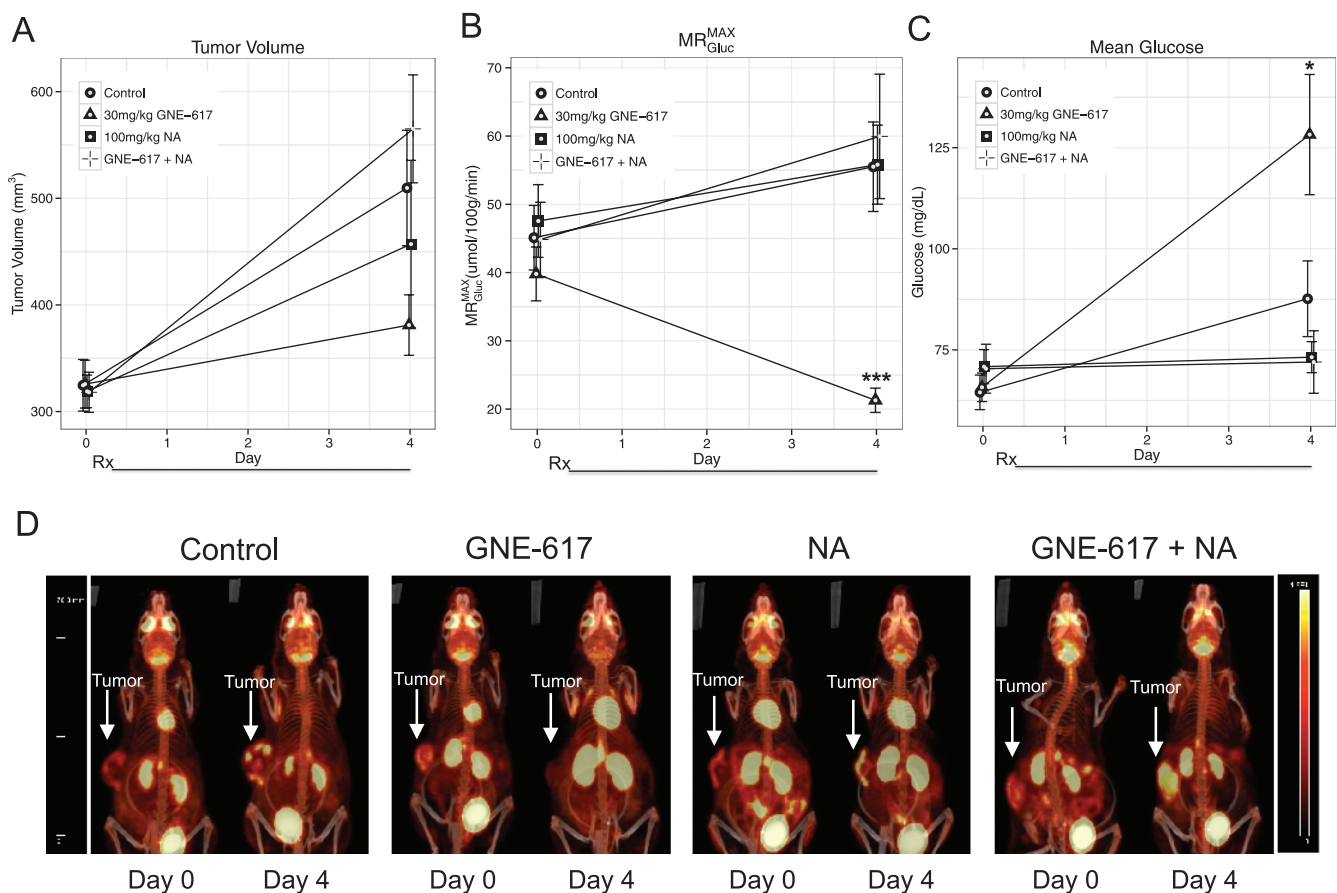 A
Tumor Volume
Control
30mg/kg GNE−617
100mg/kg NA
GNE−617 + NA
Tumor Volume (mm³)
600
500
400
300
0 1 2 3 4
Day
Rx
B
MR MAX Gluc
Control
30mg/kg GNE−617
100mg/kg NA
GNE−617 + NA
MR MAX Gluc (umol/100g/min)
70
60
50
40
30
20
***
0 1 2 3 4
Day
Rx
C
Mean Glucose
Control
30mg/kg GNE−617
100mg/kg NA
GNE−617 + NA
Glucose (mg/dL)
125
100
75
*
0 1 2 3 4
Day
Rx
D
Control GNE-617 NA GNE-617 + NA
Tumor Tumor Tumor Tumor Tumor Tumor Tumor Tumor
Day 0 Day 4 Day 0 Day 4 Day 0 Day 4 Day 0 Day 4